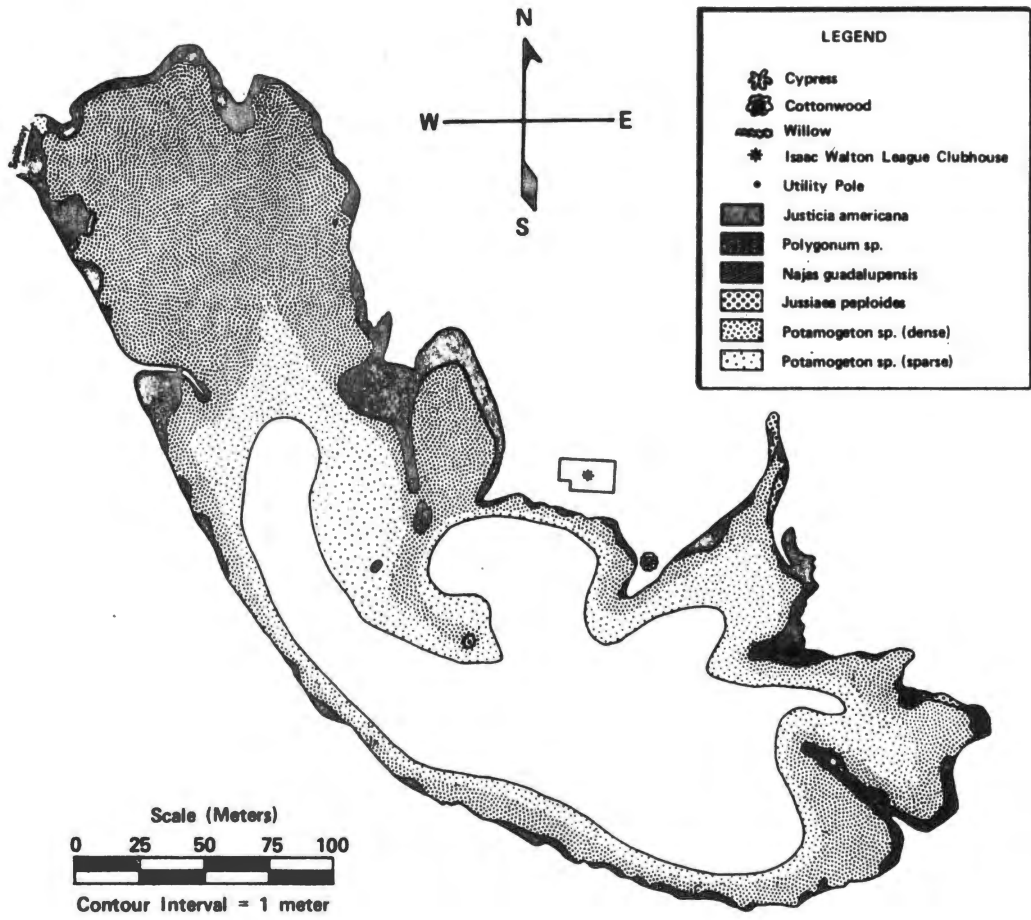 N
W E
S
LEGEND
Cypress
Cottonwood
Willow
Isaac Walton League Clubhouse
Utility Pole
Justicia americana
Polygonum sp.
Najas guadalupensis
Jussiaea peploides
Potamogeton sp. (dense)
Potamogeton sp. (sparse)
Scale (Meters)
0 25 50 75 100
Contour Interval = 1 meter